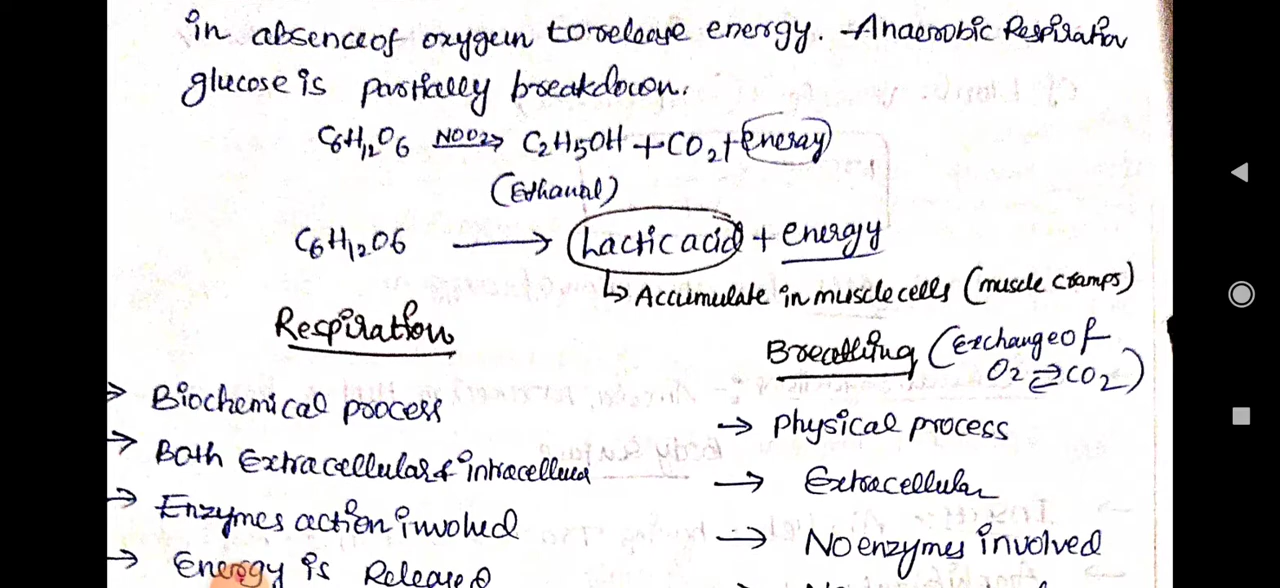 in absence of oxygein to release energy. Anaerobic Respiration
glucose is partially breakdown.
C6H12O6 NO O2 → C2H5OH + CO2 + energy
(Ethanal)
C6H12O6 → Lactic acid + energy
↳ Accumulate in muscle cells (muscle cramps)
Respiration
Breathing (Exchange of O2 ⇄ CO2)
→ Biochemical process
→ Physical process
→ Both Extracellular & intracellular
→ Extracellular
→ Enzymes action involved
→ No enzymes involved
→ Energy is Released